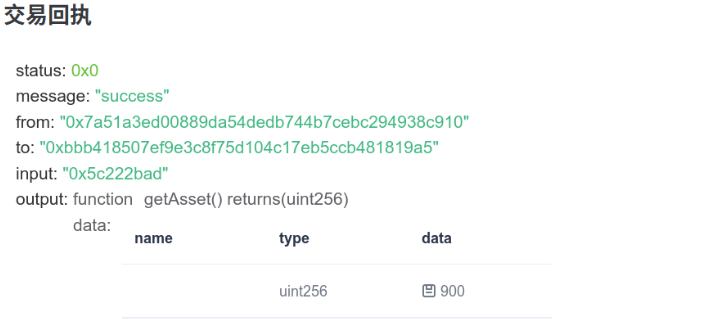 交易回执
status: 0x0
message: "success"
from: "0x7a51a3ed00889da54dedb744b7cebc294938c910"
to: "0xbbb418507ef9e3c8f75d104c17eb5ccb481819a5"
input: "0x5c222bad"
output: function getAsset() returns(uint256)
data:
name type data
uint256 900